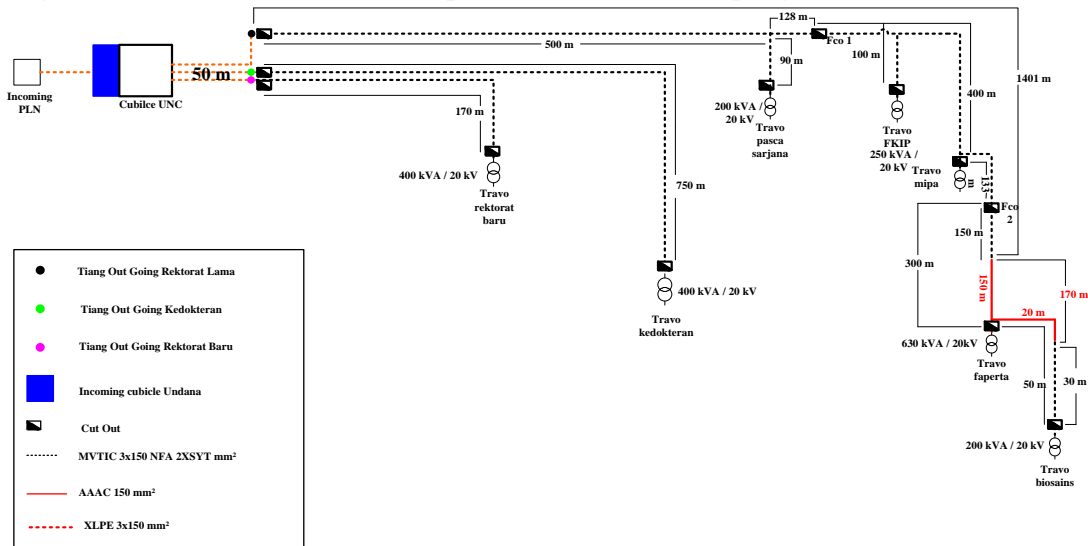 128 m
Fco 1
500 m
90 m
100 m
1401 m
50 m
400 m
Incoming
PLN
Cubilce UNC
170 m
200 kVA /
20 kV
Travo
pasca
sarjana
Travo
FKIP
250 kVA /
20 kV
Travo
mipa
133 m
400 kVA / 20 kV
Travo
rektorat
baru
750 m
Fco
2
150 m
300 m
150 m
170 m
20 m
400 kVA / 20 kV
Travo
kedokteran
630 kVA / 20kV
Travo
faperta
50 m
30 m
200 kVA / 20 kV
Travo
biosains
Tiang Out Going Rektorat Lama
Tiang Out Going Kedokteran
Tiang Out Going Rektorat Baru
Incoming cubicle Undana
Cut Out
MVTIC 3x150 NFA 2XSYT mm²
AAAC 150 mm²
XLPE 3x150 mm²